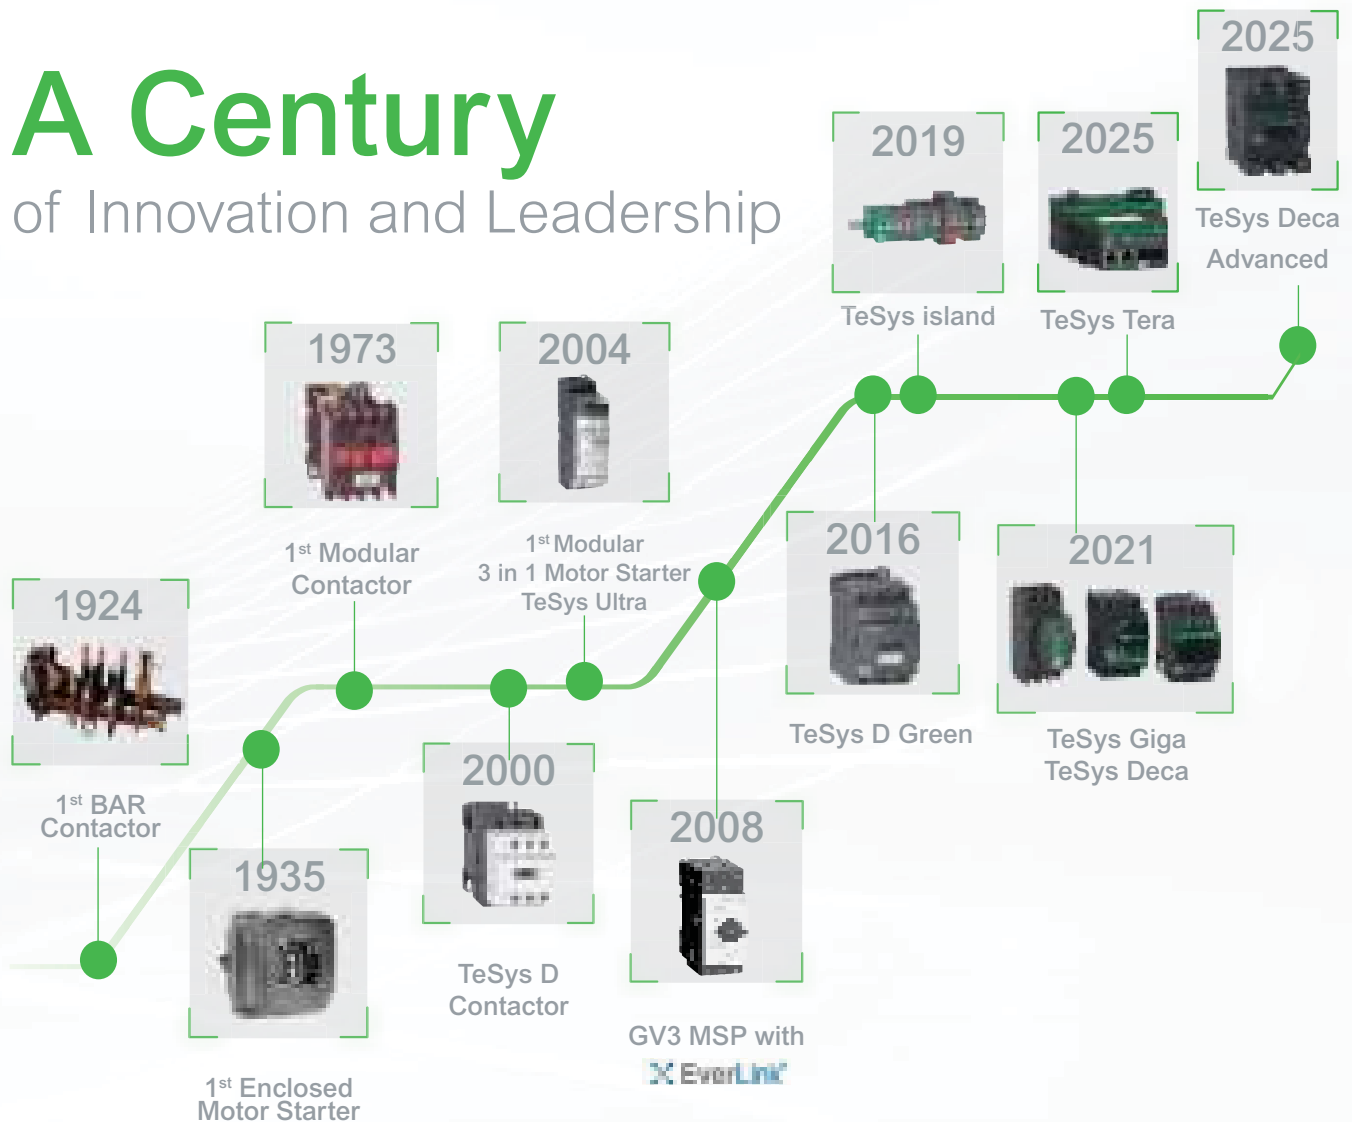 A Century
of Innovation and Leadership
1924
1st BAR
Contactor
1935
1st Enclosed
Motor Starter
1973
1st Modular
Contactor
2000
TeSys D
Contactor
2004
1st Modular
3 in 1 Motor Starter
TeSys Ultra
2008
GV3 MSP with
EverLink
2016
TeSys D Green
2019
TeSys island
2021
TeSys Giga
TeSys Deca
2025
TeSys Tera
2025
TeSys Deca
Advanced